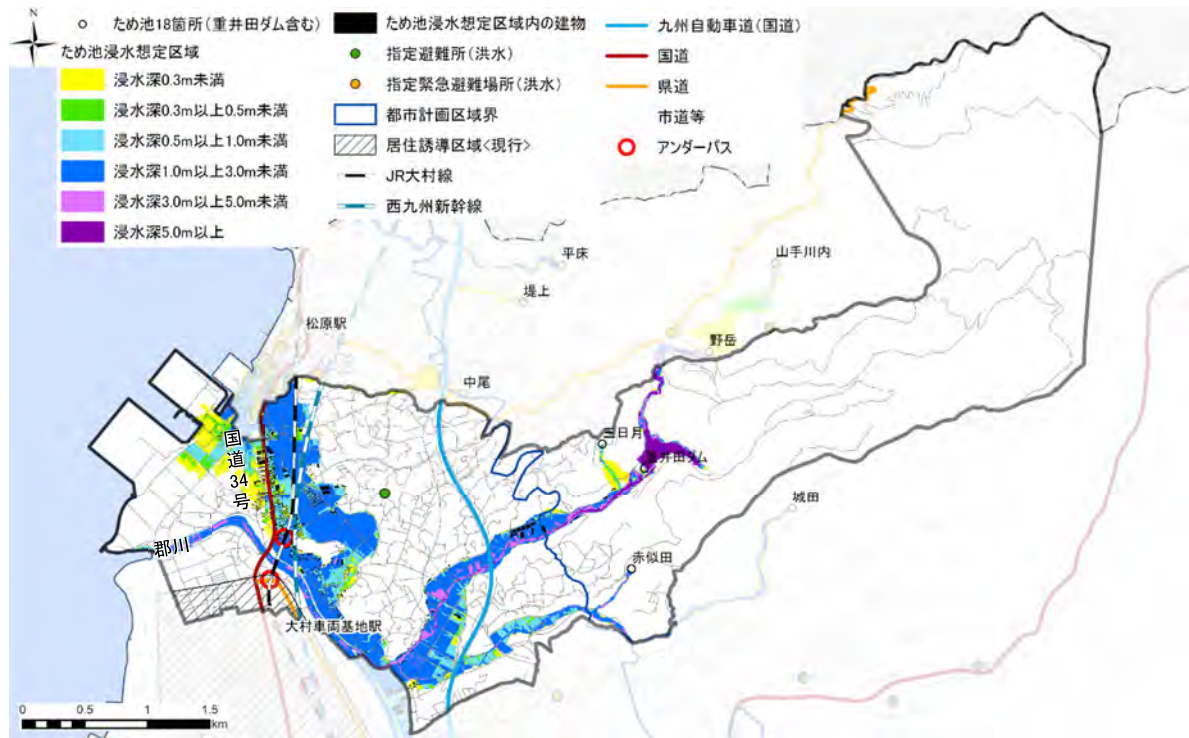 N
ため池18箇所(重井田ダム含む)
ため池浸水想定区域
浸水深0.3m未満
浸水深0.3m以上0.5m未満
浸水深0.5m以上1.0m未満
浸水深1.0m以上3.0m未満
浸水深3.0m以上5.0m未満
浸水深5.0m以上
ため池浸水想定区域内の建物
指定避難所(洪水)
指定緊急避難場所(洪水)
都市計画区域界
居住誘導区域<現行>
JR大村線
西九州新幹線
九州自動車道(国道)
国道
県道
市道等
アンダーパス
平床
山手川内
堤上
松原駅
野岳
中尾
三日月
重井田ダム
国道34号
城田
郡川
赤似田
大村車両基地駅
0 0.5 1 1.5
km